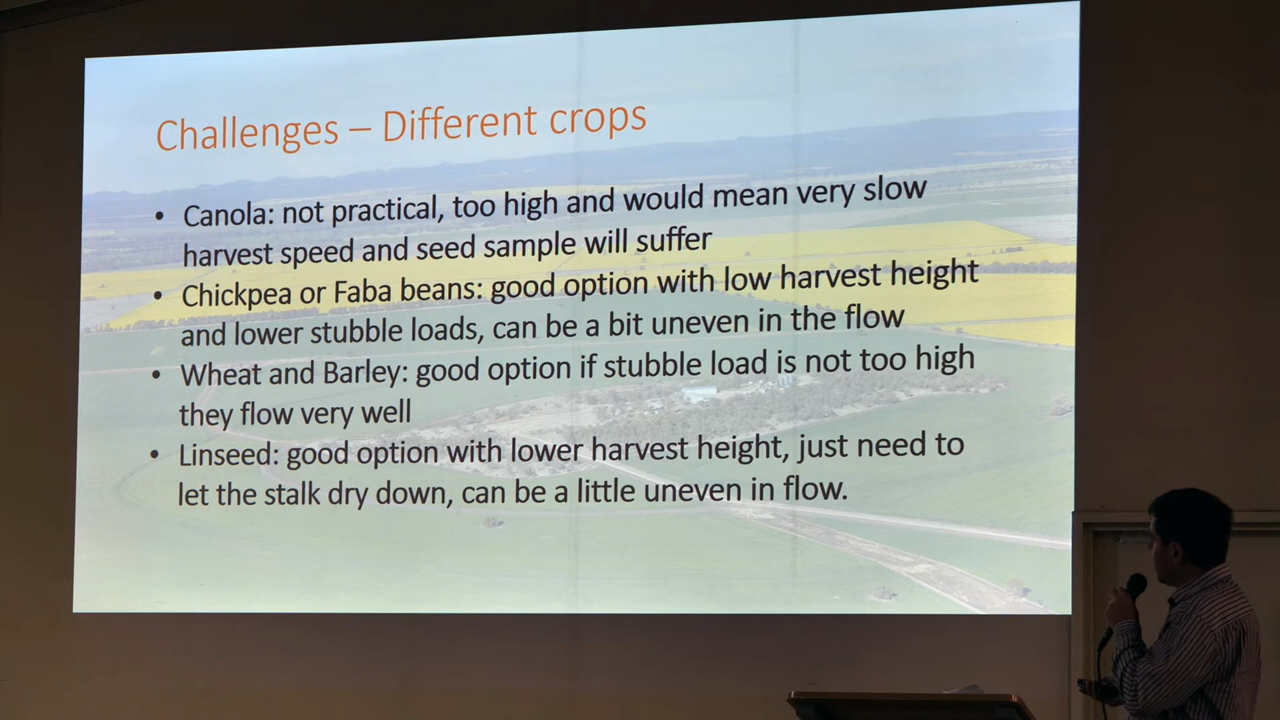 Challenges – Different crops
• Canola: not practical, too high and would mean very slow
harvest speed and seed sample will suffer
• Chickpea or Faba beans: good option with low harvest height
and lower stubble loads, can be a bit uneven in the flow
• Wheat and Barley: good option if stubble load is not too high
they flow very well
• Linseed: good option with lower harvest height, just need to
let the stalk dry down, can be a little uneven in flow.